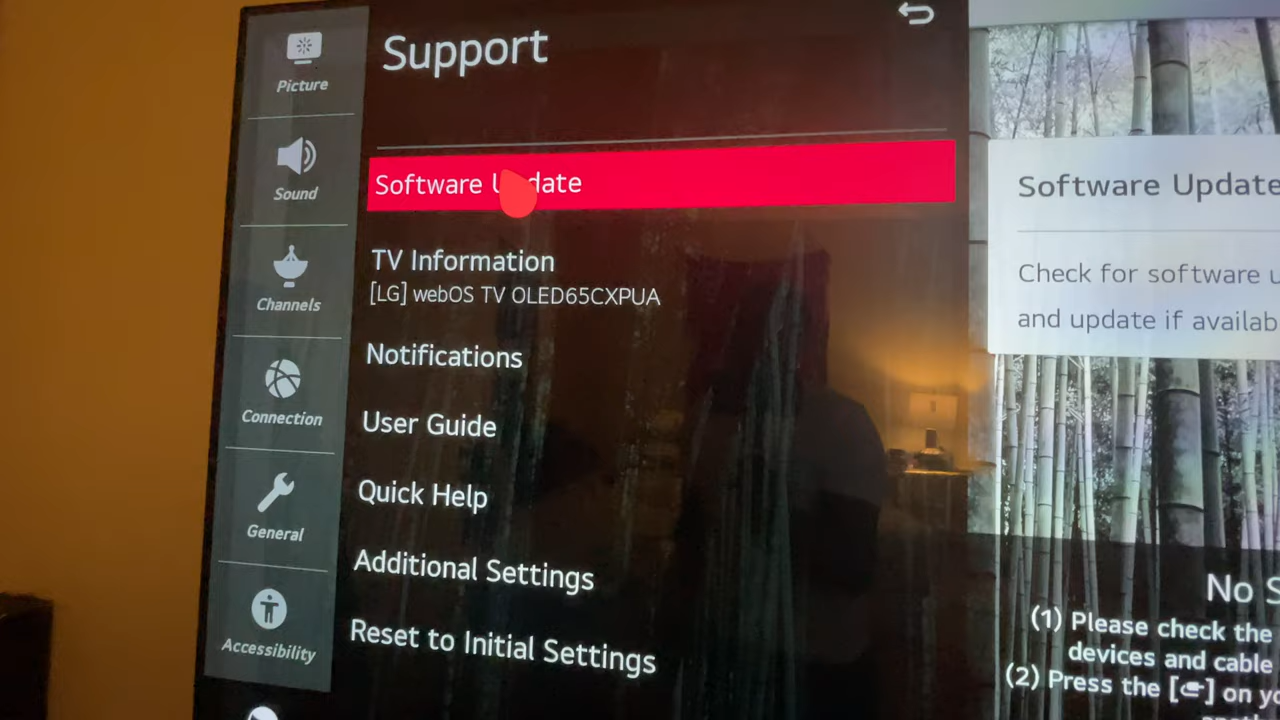 Support
Picture
Sound
Channels
Connection
General
Accessibility
Software Update
TV Information
[LG] webOS TV OLED65CXPUA
Notifications
User Guide
Quick Help
Additional Settings
Reset to Initial Settings
Software Update
Check for software
and update if
No
(1) Please check the
devices and cable
(2) Press the [ ] on